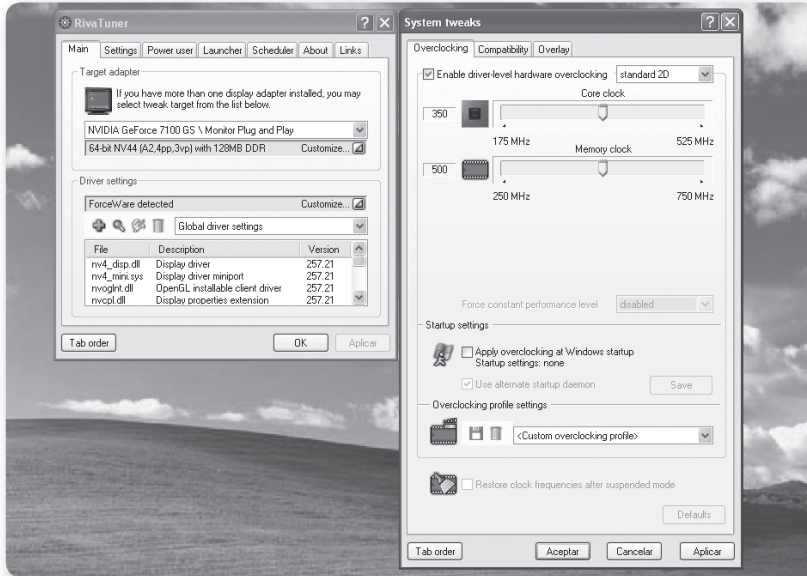 RivaTuner
Main Settings Power user Launcher Scheduler About Links
Target adapter
If you have more than one display adapter installed, you may
select tweak target from the list below.
NVIDIA GeForce 7100 GS \ Monitor Plug and Play
64-bit NV44 (A2,4pp,3vp) with 128MB DDR Customize...
Driver settings
ForceWare detected Customize...
Global driver settings
File Description Version
nv4_disp.dll Display driver 257.21
nv4_mini.sys Display driver miniport 257.21
nvoglnt.dll OpenGL installable client driver 257.21
nvcpl.dll Display properties extension 257.21
Tab order OK Aplicar
System tweaks
Overclocking Compatibility Overlay
Enable driver-level hardware overclocking standard 2D
Core clock
350
175 MHz 525 MHz
Memory clock
500
250 MHz 750 MHz
Force constant performance level disabled
Startup settings
Apply overclocking at Windows startup
Startup settings: none
Use alternate startup daemon Save
Overclocking profile settings
<Custom overclocking profile>
Restore clock frequencies after suspended mode
Defaults
Tab order Aceptar Cancelar Aplicar